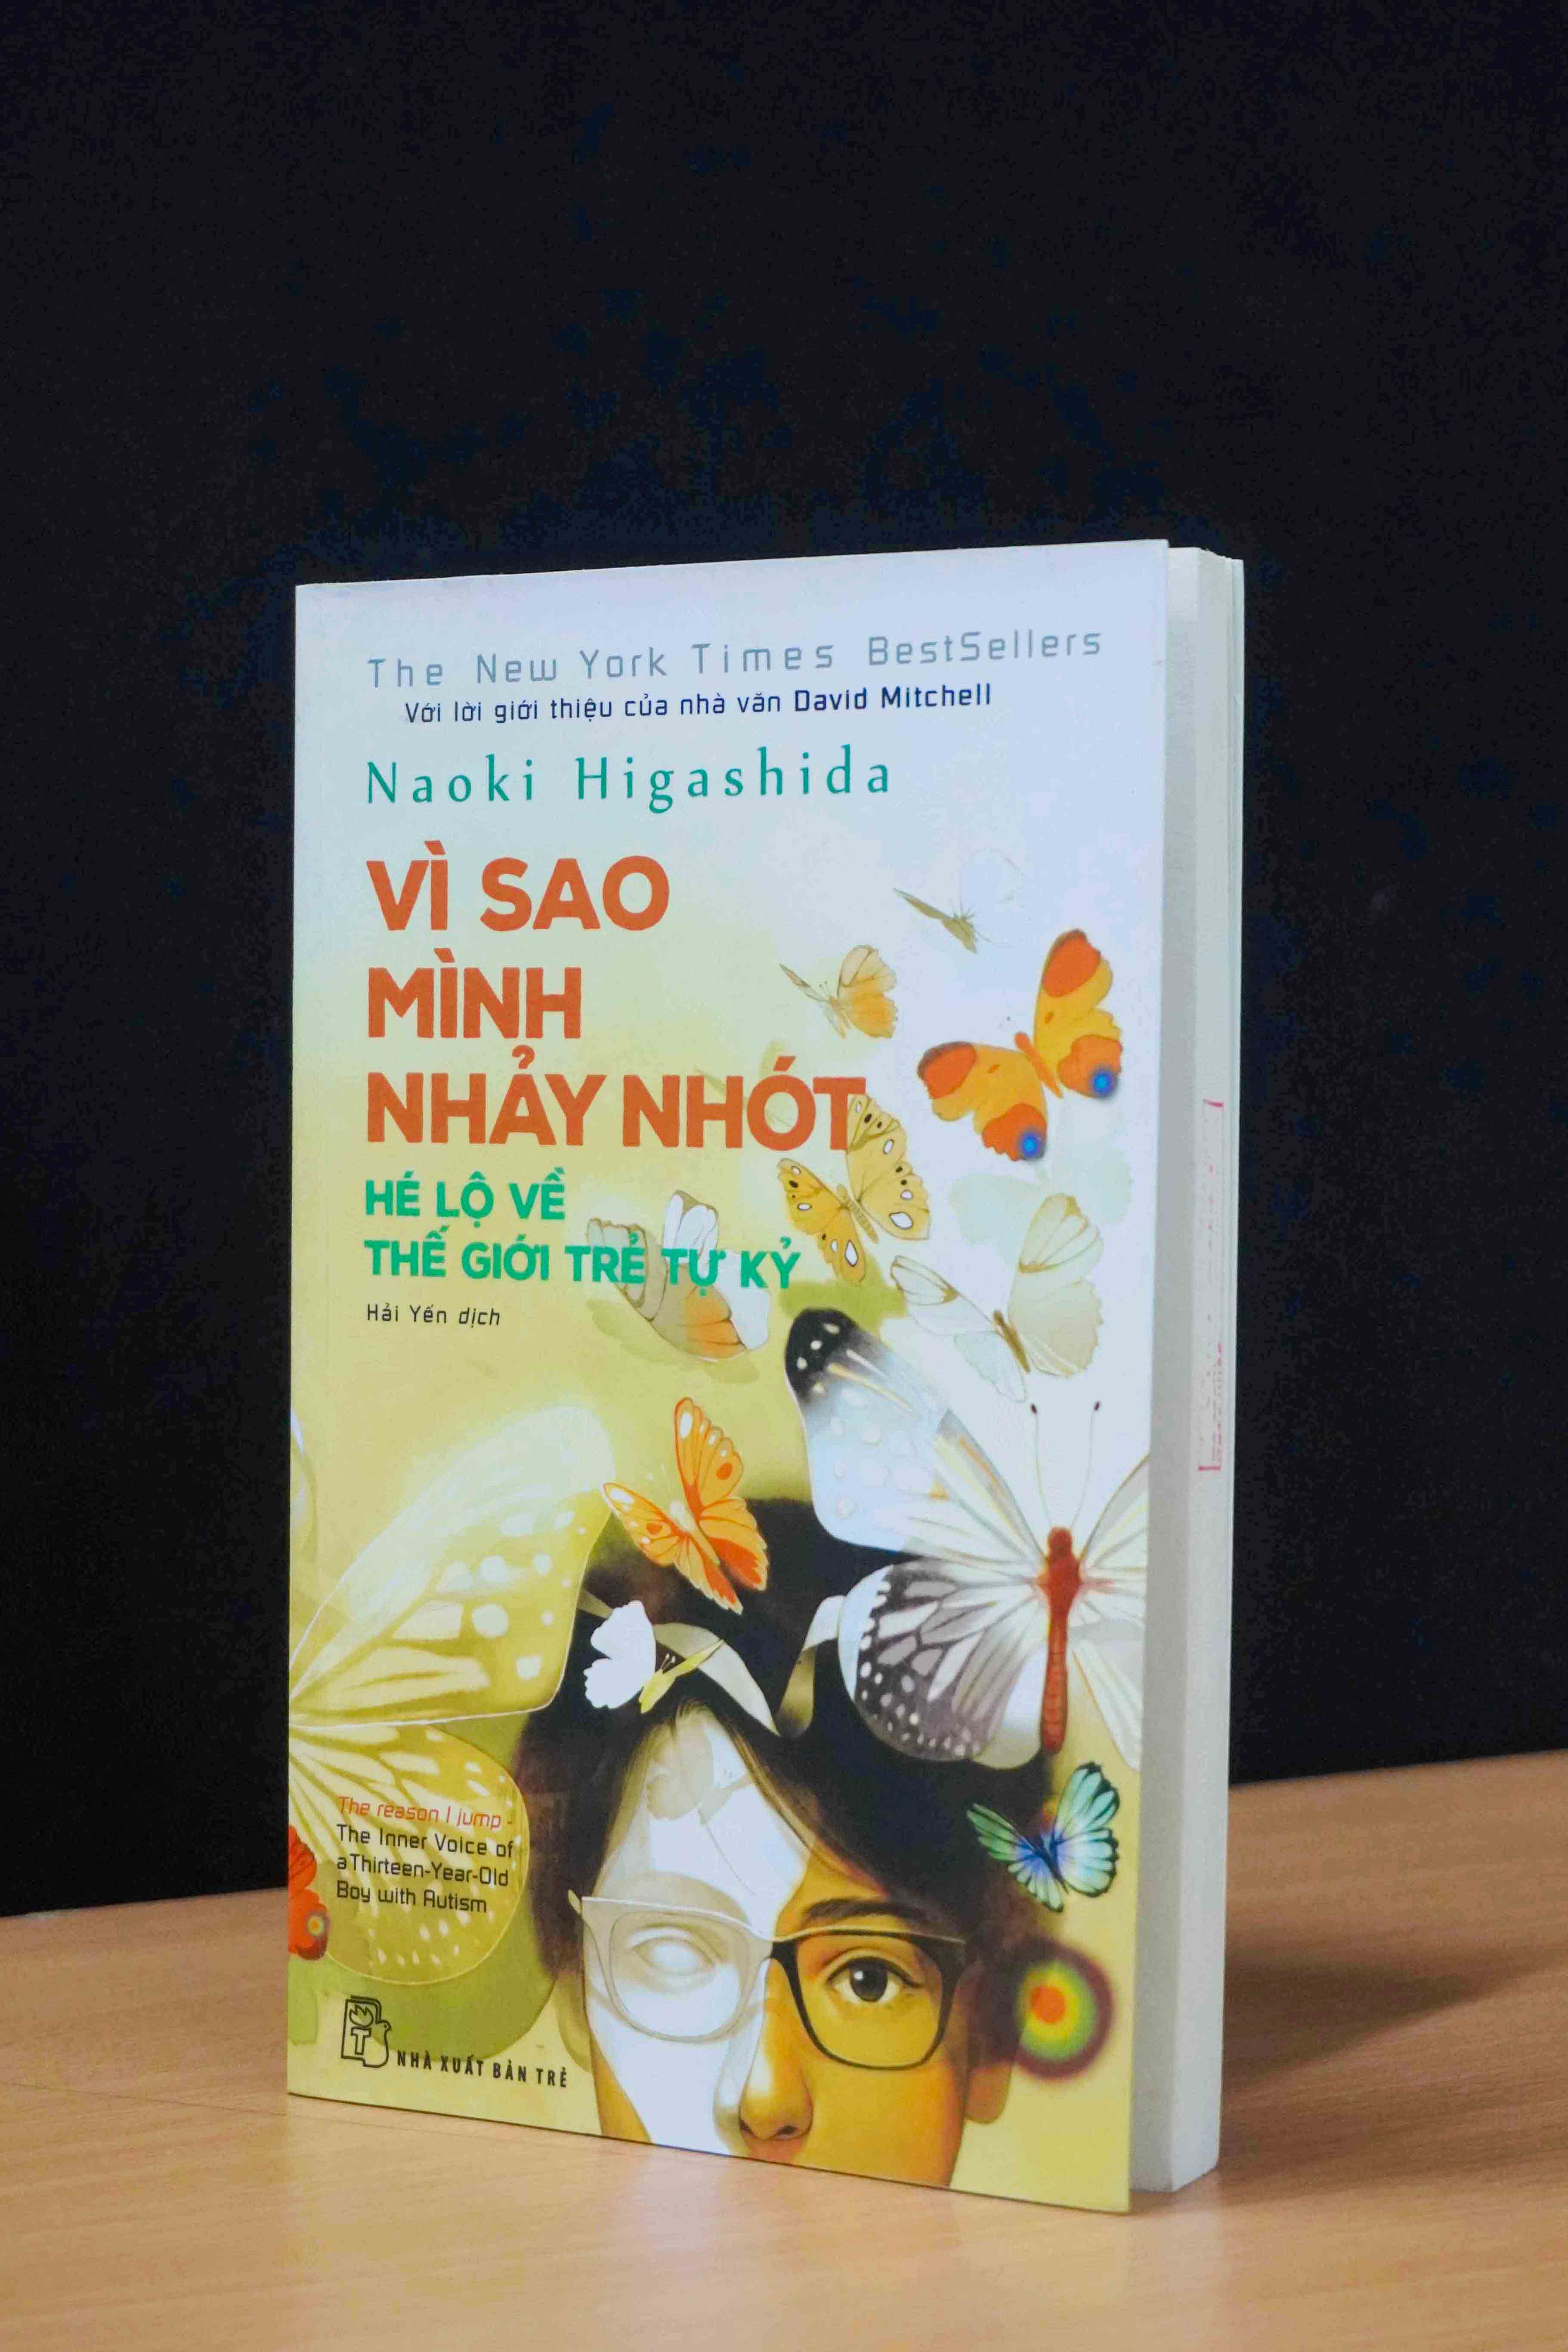 The New York Times BestSellers
Với lời giới thiệu của nhà văn David Mitchell
Naoki Higashida
VÌ SAO
MÌNH
NHẢY NHÓT
HÉ LỘ VỀ
THẾ GIỚI TRẺ TỰ KỶ
Hải Yến dịch
The reason I jump -
The Inner Voice of
a Thirteen-Year-Old
Boy with Autism
NHÀ XUẤT BẢN TRẺ